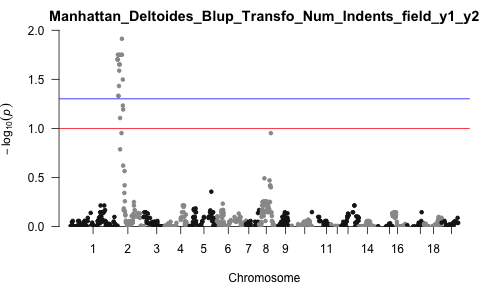 Manhattan_Deltoides_Blup_Transfo_Num_Indents_field_y1_y2
2.0
1.5
1.0
0.5
0.0
− log10(p)
1 2 3 4 5 6 7 8 9 11 14 16 18
Chromosome